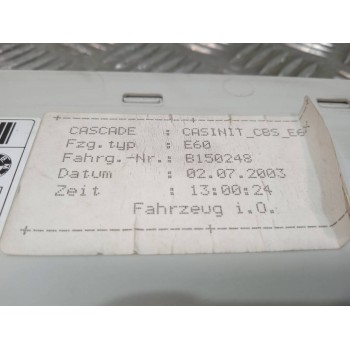 CASCADE : CASINIT_CBS_E6
Fzg.typ : E60
Fahrg.-Nr.: B150248
Datum : 02.07.2003
Zeit : 13:00:24
Fahrzeug i.O.